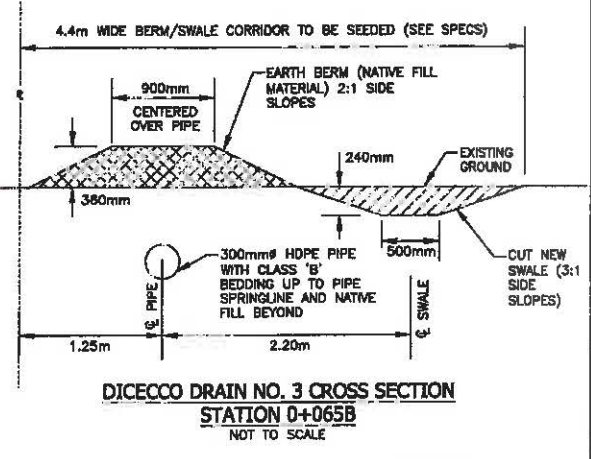 4.4m WIDE BERM/SWALE CORRIDOR TO BE SEEDED (SEE SPECS)
900mm
CENTERED
OVER PIPE
EARTH BERM (NATIVE FILL
MATERIAL) 2:1 SIDE
SLOPES
240mm
EXISTING
GROUND
360mm
500mm
300mmø HDPE PIPE
WITH CLASS 'B'
BEDDING UP TO PIPE
SPRINGLINE AND NATIVE
FILL BEYOND
CUT NEW
SWALE (3:1
SIDE
SLOPES)
℄ PIPE
℄ SWALE
1.25m
2.20m
DICECCO DRAIN NO. 3 CROSS SECTION
STATION 0+065B
NOT TO SCALE